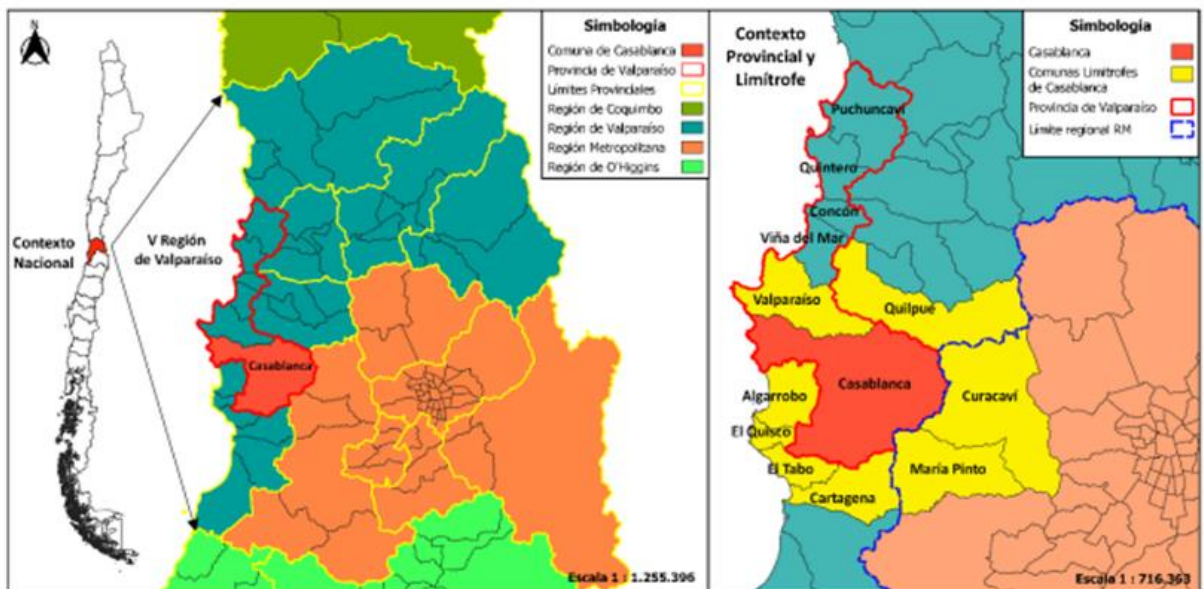 N
Contexto
Nacional
V Región
de Valparaíso
Casablanca
Simbología
Comuna de Casablanca
Provincia de Valparaíso
Límites Provinciales
Región de Coquimbo
Región de Valparaíso
Región Metropolitana
Región de O'Higgins
Escala 1 : 1.255.396
Contexto
Provincial y
Limítrofe
Simbología
Casablanca
Comunas Limítrofes
de Casablanca
Provincia de Valparaíso
Límite regional RM
Puchuncaví
Quintero
Concón
Viña del Mar
Valparaíso
Quilpué
Casablanca
Algarrobo
Curacaví
El Quisco
El Tabo
María Pinto
Cartagena
Escala 1 : 716.363